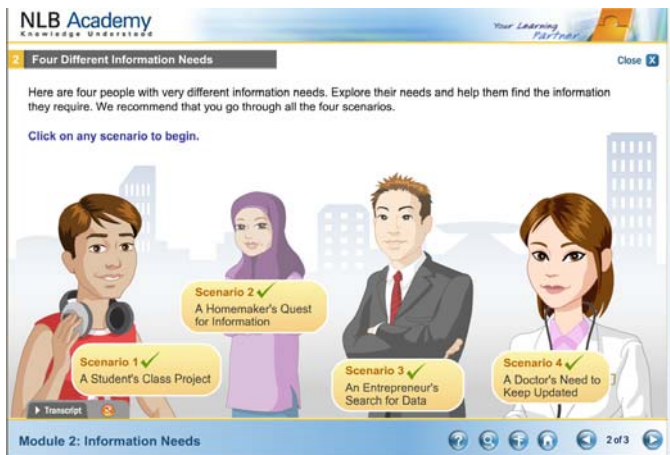 NLB Academy
Knowledge Understood
Your Learning
Partner
2 Four Different Information Needs
Close X
Here are four people with very different information needs. Explore their needs and help them find the information
they require. We recommend that you go through all the four scenarios.
Click on any scenario to begin.
Scenario 2
A Homemaker's Quest
for Information
Scenario 1
A Student's Class Project
Scenario 3
An Entrepreneur's
Search for Data
Scenario 4
A Doctor's Need to
Keep Updated
Transcript
Module 2: Information Needs
?
2 of 3